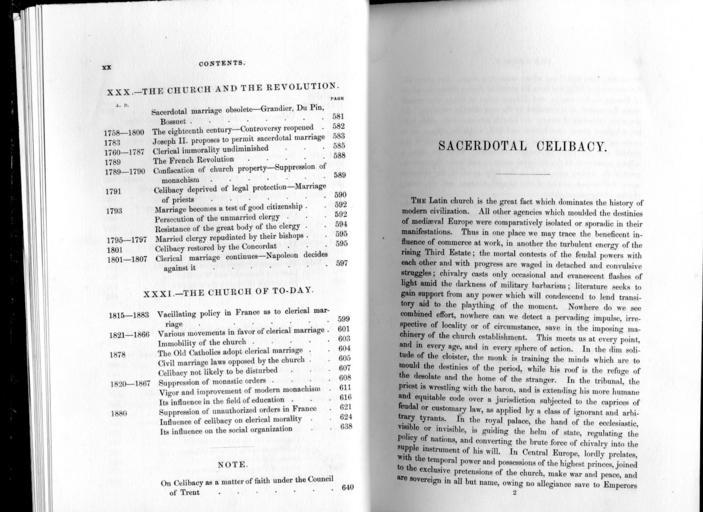 xx
CONTENTS.
XXX.—THE CHURCH AND THE REVOLUTION.
A. D.
PAGE
Sacerdotal marriage obsolete—Grandier, Du Pin,
Bossuet . . . . . . . 581
1758—1800 The eighteenth century—Controversy reopened . 582
1783 Joseph II. proposes to permit sacerdotal marriage 583
1760—1787 Clerical immorality undiminished . . . 585
1789 The French Revolution . . . . . 588
1789—1790 Confiscation of church property—Suppression of
monachism . . . . . . . 589
1791 Celibacy deprived of legal protection—Marriage
of priests . . . . . . . 590
1793 Marriage becomes a test of good citizenship . . 592
Persecution of the unmarried clergy . . . 592
Resistance of the great body of the clergy . . 594
1795—1797 Married clergy repudiated by their bishops . . 595
1801 Celibacy restored by the Concordat . . . 595
1801—1807 Clerical marriage continues—Napoleon decides
against it . . . . . . . 597
XXXI.—THE CHURCH OF TO-DAY.
1815—1883 Vacillating policy in France as to clerical mar-
riage . . . . . . . . 599
1821—1866 Various movements in favor of clerical marriage . 601
Immobility of the church . . . . . 603
1878 The Old Catholics adopt clerical marriage . . 604
Civil marriage laws opposed by the church . . 605
Celibacy not likely to be disturbed . . . 607
1820—1867 Suppression of monastic orders . . . . 608
Vigor and improvement of modern monachism . 611
Its influence in the field of education . . . 616
1880 Suppression of unauthorized orders in France . 621
Influence of celibacy on clerical morality . . 624
Its influence on the social organization . . 638
NOTE.
On Celibacy as a matter of faith under the Council
of Trent . . . . . . . 640
SACERDOTAL CELIBACY.
THE Latin church is the great fact which dominates the history of
modern civilization. All other agencies which moulded the destinies
of mediæval Europe were comparatively isolated or sporadic in their
manifestations. Thus in one place we may trace the beneficent in-
fluence of commerce at work, in another the turbulent energy of the
rising Third Estate; the mortal contests of the feudal powers with
each other and with progress are waged in detached and convulsive
struggles; chivalry casts only occasional and evanescent flashes of
light amid the darkness of military barbarism; literature seeks to
gain support from any power which will condescend to lend transi-
tory aid to the plaything of the moment. Nowhere do we see
combined effort, nowhere can we detect a pervading impulse, irre-
spective of locality or of circumstance, save in the imposing ma-
chinery of the church establishment. This meets us at every point,
and in every age, and in every sphere of action. In the dim soli-
tude of the cloister, the monk is training the minds which are to
mould the destinies of the period, while his roof is the refuge of
the desolate and the home of the stranger. In the tribunal, the
priest is wrestling with the baron, and is extending his more humane
and equitable code over a jurisdiction subjected to the caprices of
feudal or customary law, as applied by a class of ignorant and arbi-
trary tyrants. In the royal palace, the hand of the ecclesiastic,
visible or invisible, is guiding the helm of state, regulating the
policy of nations, and converting the brute force of chivalry into the
supple instrument of his will. In Central Europe, lordly prelates,
with the temporal power and possessions of the highest princes, joined
to the exclusive pretensions of the church, make war and peace, and
are sovereign in all but name, owing no allegiance save to Emperors
2